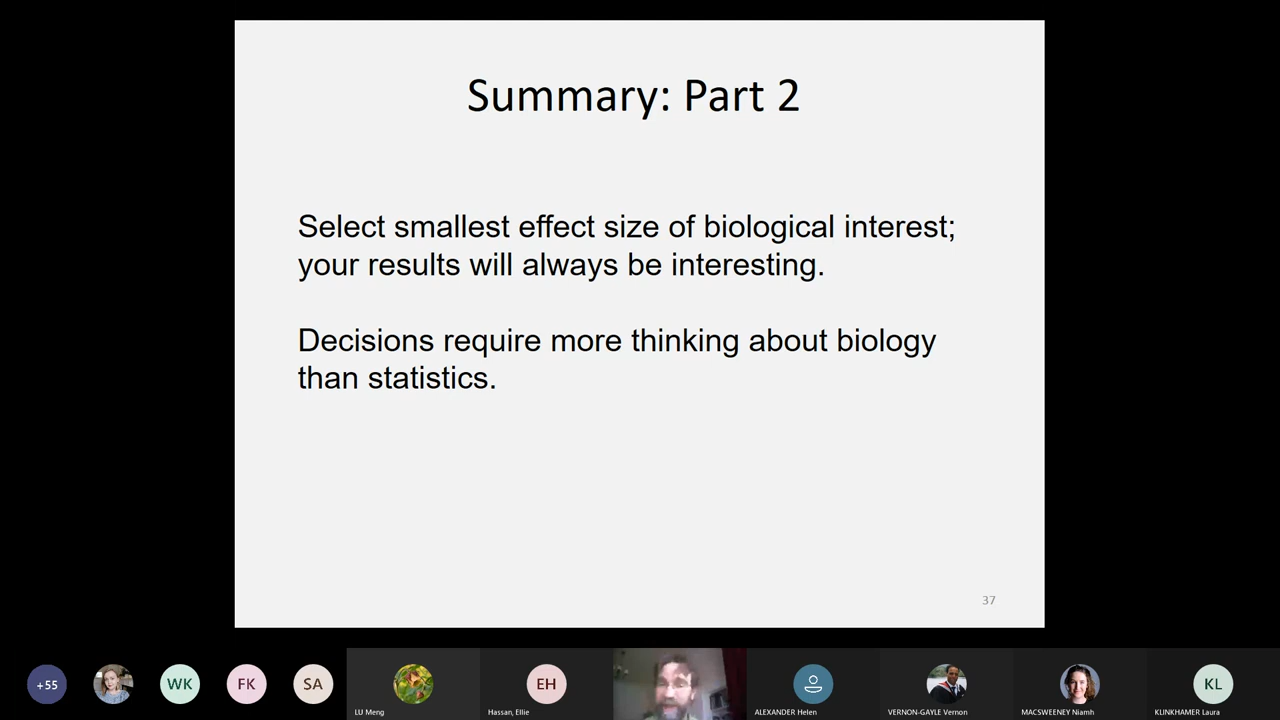 Summary: Part 2
Select smallest effect size of biological interest;
your results will always be interesting.
Decisions require more thinking about biology
than statistics.
37
+55
WK
FK
SA
LU Meng
EH
Hassan, Ellie
ALEXANDER Helen
VERNON-GAYLE Vernon
MACSWEENEY Niamh
KL
KLINKHAMER Laura